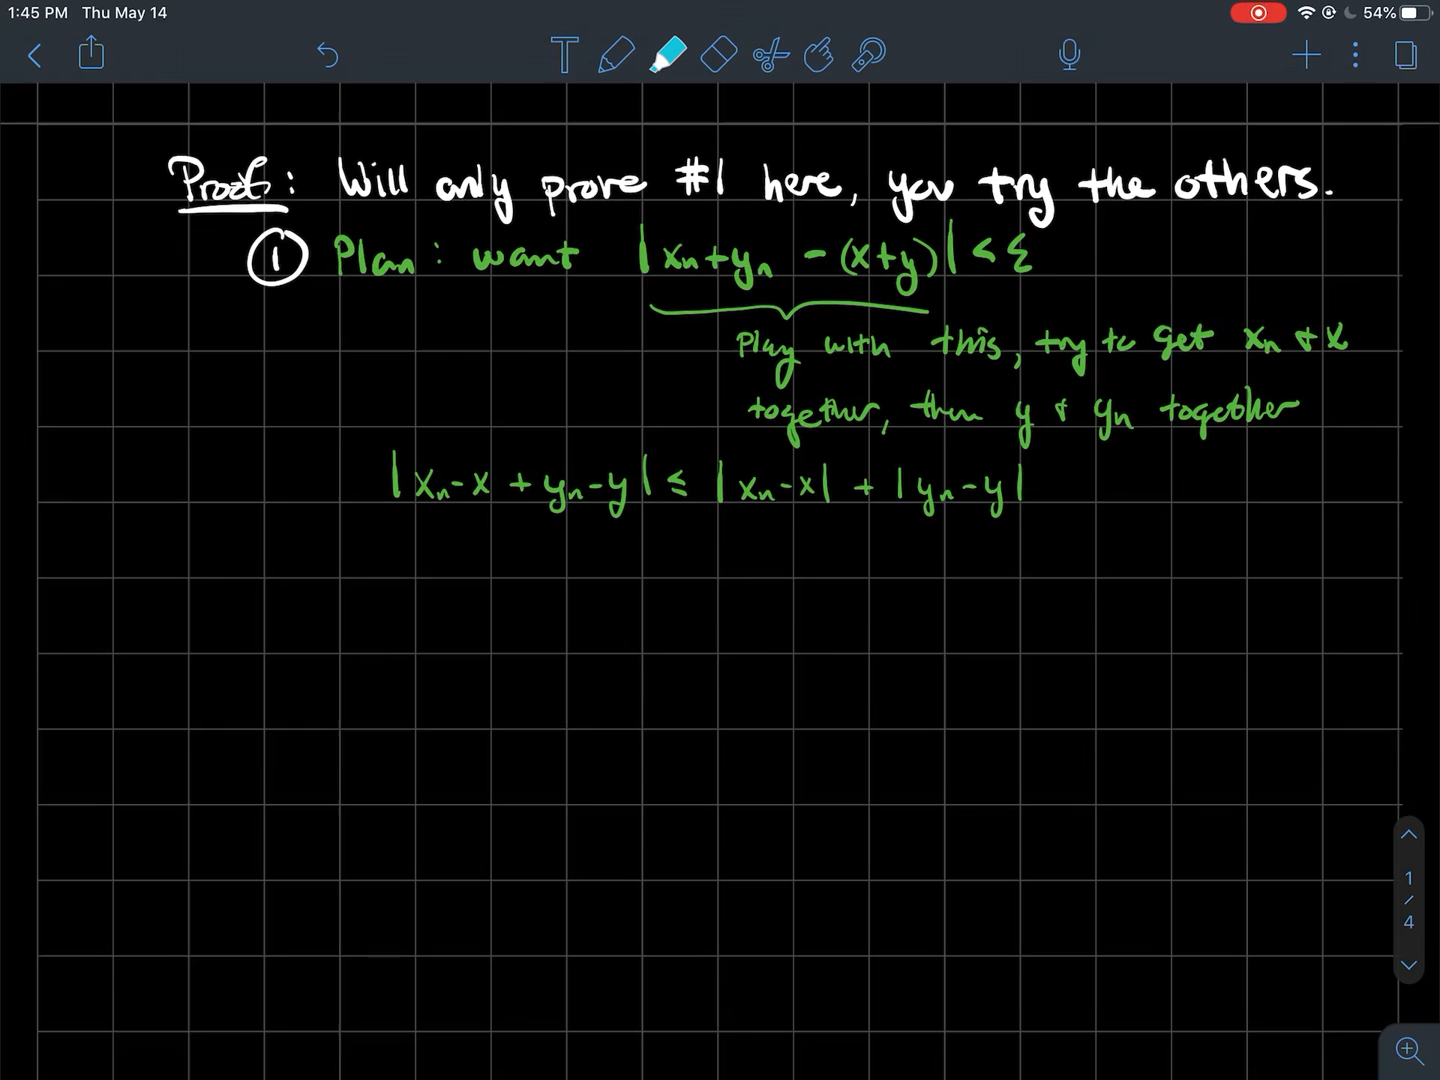 1:45 PM Thu May 14
54%
Proof: Will only prove #1 here, you try the others.
① Plan: want |xₙ+yₙ - (x+y)| < ε
Play with this, try to get xₙ & x
together, then y & yₙ together
|xₙ-x + yₙ-y| ≤ |xₙ-x| + |yₙ-y|
1
/
4